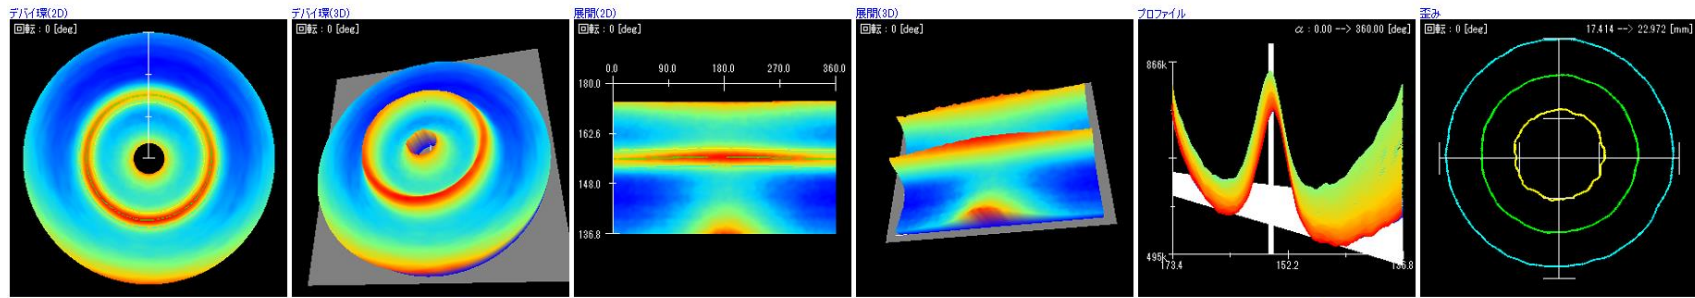 デバイ環(2D)
回転 : 0 [deg]
デバイ環(3D)
回転 : 0 [deg]
展開(2D)
回転 : 0 [deg]
0.0 90.0 180.0 270.0 360.0
180.0
162.6
148.0
136.8
展開(3D)
回転 : 0 [deg]
プロファイル
α : 0.00 --> 360.00 [deg]
866k
495k
152.2
歪み
回転 : 0 [deg]
17.414 --> 22.972 [mm]